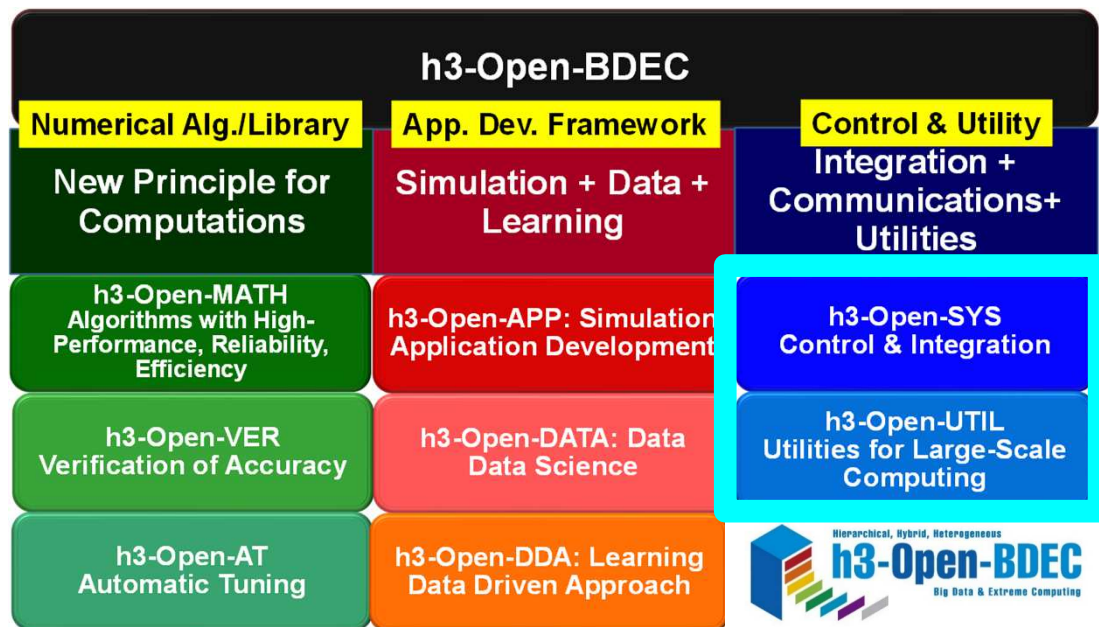 h3-Open-BDEC
Numerical Alg./Library
New Principle for
Computations
h3-Open-MATH
Algorithms with High-
Performance, Reliability,
Efficiency
h3-Open-VER
Verification of Accuracy
h3-Open-AT
Automatic Tuning
App. Dev. Framework
Simulation + Data +
Learning
h3-Open-APP: Simulation
Application Development
h3-Open-DATA: Data
Data Science
h3-Open-DDA: Learning
Data Driven Approach
Control & Utility
Integration +
Communications+
Utilities
h3-Open-SYS
Control & Integration
h3-Open-UTIL
Utilities for Large-Scale
Computing
Hierarchical, Hybrid, Heterogeneous
h3-Open-BDEC
Big Data & Extreme Computing